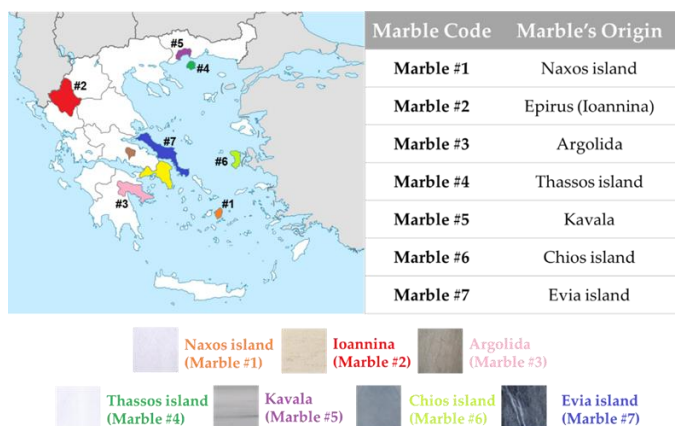 #5
#4
#2
#7
#6
#1
#3
Marble Code Marble's Origin
Marble #1 Naxos island
Marble #2 Epirus (Ioannina)
Marble #3 Argolida
Marble #4 Thassos island
Marble #5 Kavala
Marble #6 Chios island
Marble #7 Evia island
Naxos island Ioannina Argolida
(Marble #1) (Marble #2) (Marble #3)
Thassos island Kavala Chios island Evia island
(Marble #4) (Marble #5) (Marble #6) (Marble #7)